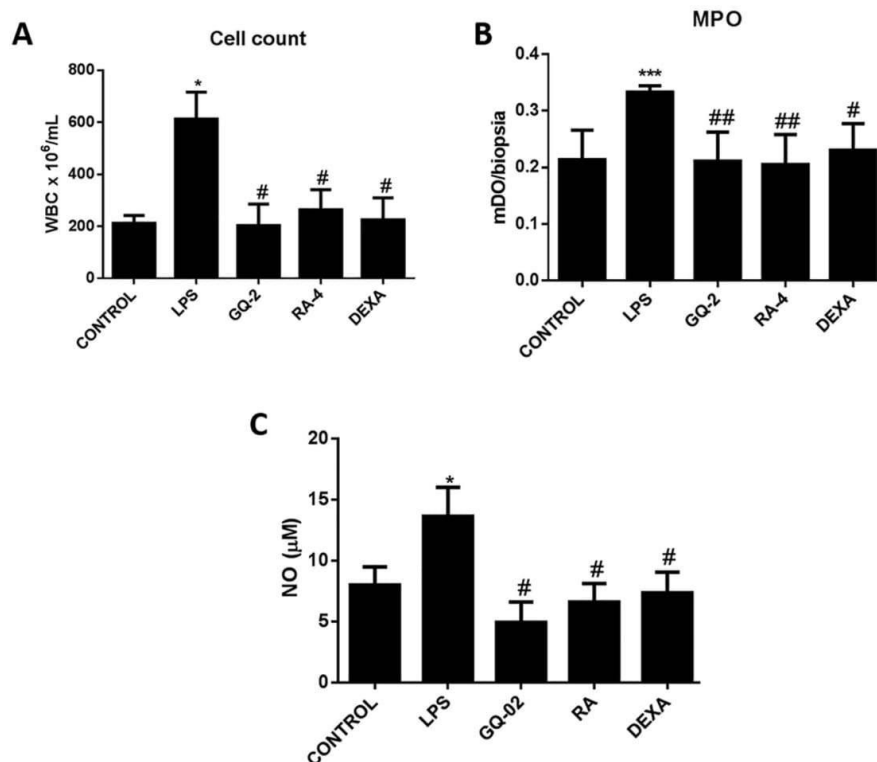 A
Cell count
WBC x 10⁶/mL
800
600
400
200
0
*
#
#
#
CONTROL
LPS
GQ-2
RA-4
DEXA
B
MPO
mDO/biopsia
0.4
0.3
0.2
0.1
0.0
***
##
##
#
CONTROL
LPS
GQ-2
RA-4
DEXA
C
NO (µM)
20
15
10
5
0
*
#
#
#
CONTROL
LPS
GQ-02
RA
DEXA